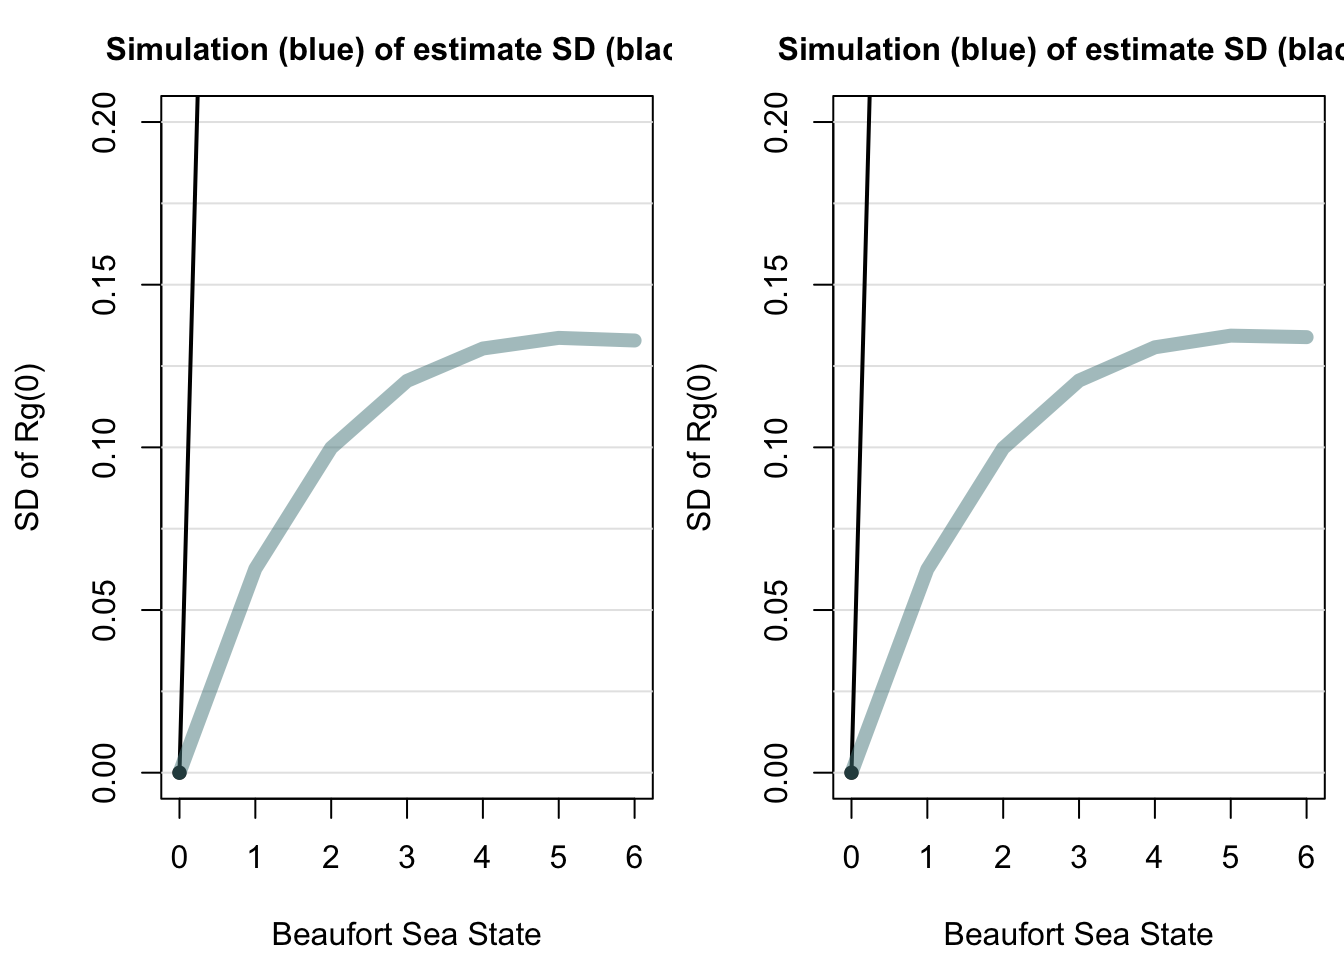 Simulation (blue) of estimate SD (blac
0.20
0.15
0.10
0.05
0.00
SD of Rg(0)
0 1 2 3 4 5 6
Beaufort Sea State
Simulation (blue) of estimate SD (blac
0.20
0.15
0.10
0.05
0.00
SD of Rg(0)
0 1 2 3 4 5 6
Beaufort Sea State